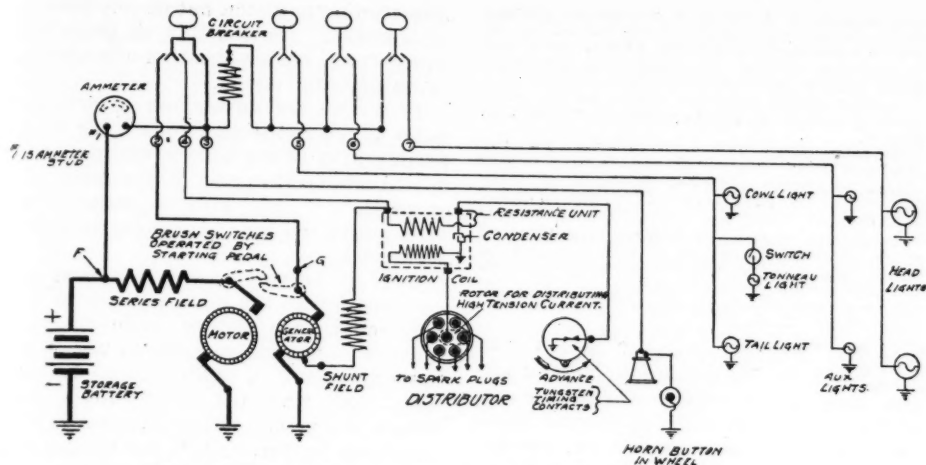 CIRCUIT
BREAKER
AMMETER
#1
#1 IS AMMETER
STUD
2
4
3
5
6
7
COWL LIGHT
RESISTANCE UNIT
CONDENSER
BRUSH SWITCHES
OPERATED BY
STARTING PEDAL
F
G
IGNITION COIL
SWITCH
TONNEAU
LIGHT
HEAD
LIGHTS
SERIES FIELD
ROTOR FOR DISTRIBUTING
HIGH TENSION CURRENT.
+
MOTOR
GENER
ATOR
TAIL LIGHT
-
STORAGE
BATTERY
SHUNT
FIELD
TO SPARK PLUGS
DISTRIBUTOR
ADVANCE
TUNGSTEN
TIMING
CONTACTS
AUX
LIGHTS.
HORN BUTTON
IN WHEEL